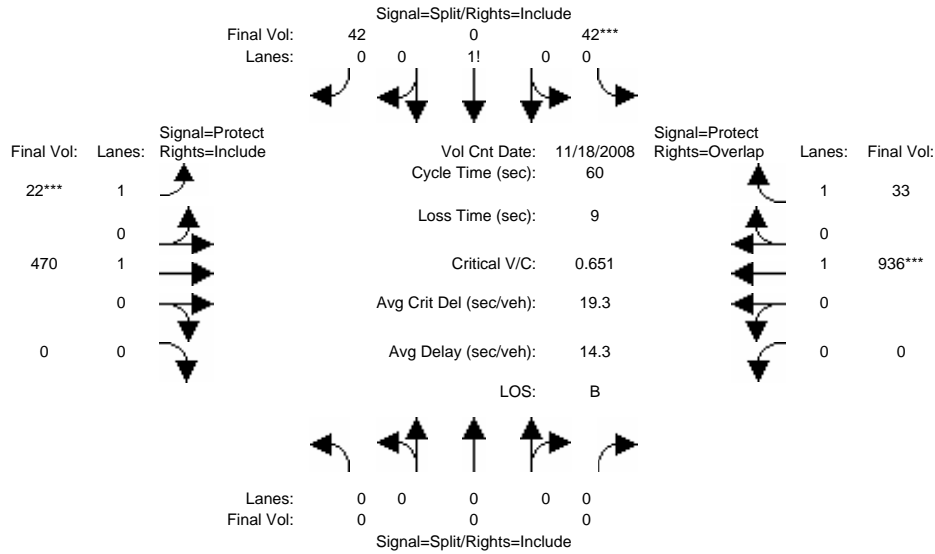 Signal=Split/Rights=Include
Final Vol: 42 0 42***
Lanes: 0 0 1! 0 0
Signal=Protect Signal=Protect
Final Vol: Lanes: Rights=Include Vol Cnt Date: 11/18/2008 Rights=Overlap Lanes: Final Vol:
Cycle Time (sec): 60
22*** 1 1 33
Loss Time (sec): 9
0 0
470 1 Critical V/C: 0.651 1 936***
0 Avg Crit Del (sec/veh): 19.3 0
0 0 Avg Delay (sec/veh): 14.3 0 0
LOS: B
Lanes: 0 0 0 0 0
Final Vol: 0 0 0
Signal=Split/Rights=Include